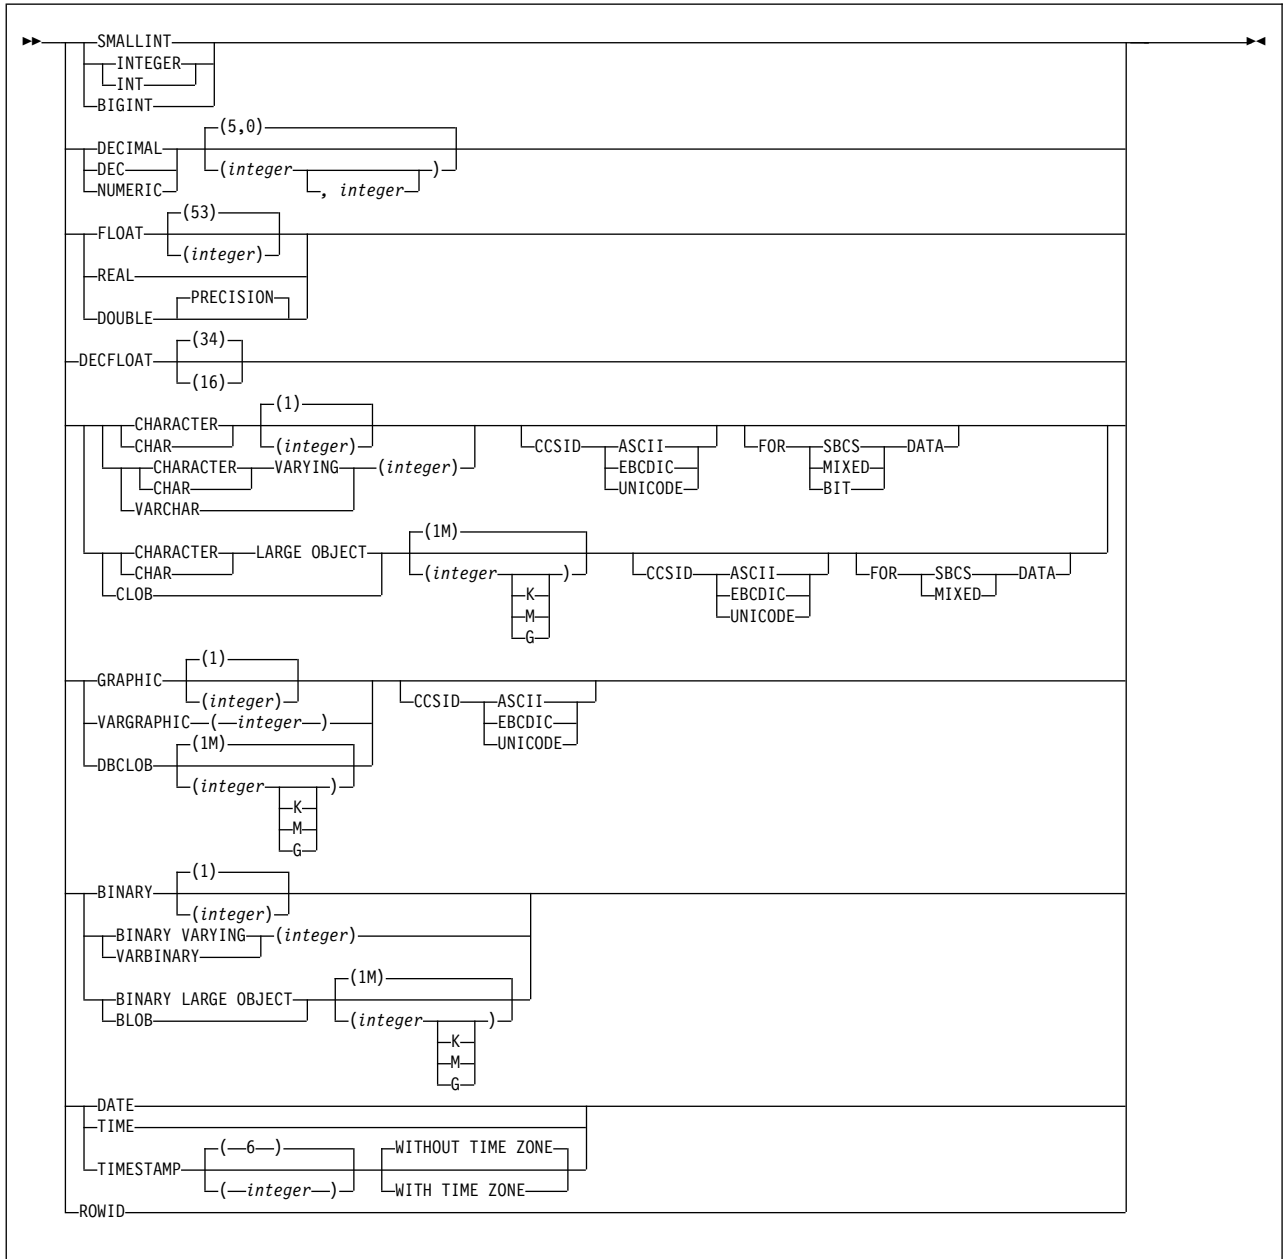 SMALLINT
INTEGER
INT
BIGINT
(5,0)
DECIMAL (integer )
DEC , integer
NUMERIC
(53)
FLOAT
(integer)
REAL
PRECISION
DOUBLE
(34)
DECFLOAT
(16)
(1)
CHARACTER
CHAR (integer) CCSID ASCII FOR SBCS DATA
CHARACTER VARYING (integer) EBCDIC MIXED
CHAR UNICODE BIT
VARCHAR
(1M)
CHARACTER LARGE OBJECT
CHAR (integer ) CCSID ASCII FOR SBCS DATA
CLOB K EBCDIC MIXED
M UNICODE
G
(1)
GRAPHIC
(integer) CCSID ASCII
VARGRAPHIC ( integer ) EBCDIC
(1M) UNICODE
DBCLOB
(integer )
K
M
G
(1)
BINARY
(integer)
BINARY VARYING (integer)
VARBINARY
(1M)
BINARY LARGE OBJECT
BLOB (integer )
K
M
G
DATE
TIME
( 6 ) WITHOUT TIME ZONE
TIMESTAMP
( integer ) WITH TIME ZONE
ROWID